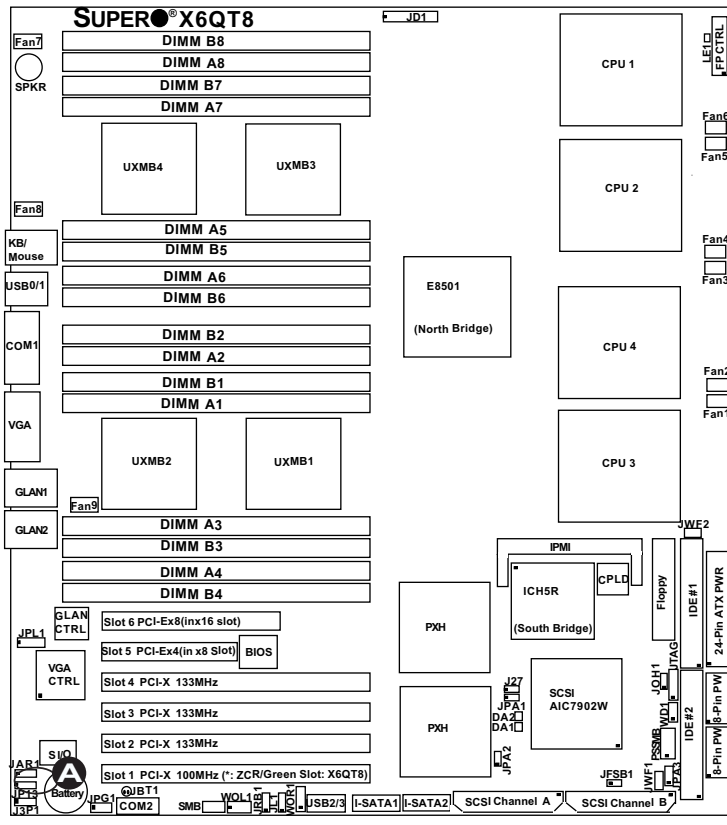 SUPER® X6QT8
JD1
Fan7
SPKR
DIMM B8
DIMM A8
DIMM B7
DIMM A7
CPU 1
LE1
FP CTRL
Fan6
Fan5
UXMB4
UXMB3
CPU 2
Fan8
KB/
Mouse
USB0/1
COM1
VGA
GLAN1
GLAN2
DIMM A5
DIMM B5
DIMM A6
DIMM B6
DIMM B2
DIMM A2
DIMM B1
DIMM A1
E8501
(North Bridge)
Fan4
Fan3
CPU 4
Fan2
Fan1
UXMB2
UXMB1
CPU 3
Fan9
DIMM A3
DIMM B3
DIMM A4
DIMM B4
JWF2
IPMI
ICH5R
(South Bridge)
CPLD
Floppy
IDE#1
24-Pin ATX PWR
GLAN
CTRL
JPL1
VGA
CTRL
Slot 6 PCI-Ex8(inx16 slot)
Slot 5 PCI-Ex4(in x8 Slot)
BIOS
Slot 4 PCI-X 133MHz
Slot 3 PCI-X 133MHz
Slot 2 PCI-X 133MHz
Slot 1 PCI-X 100MHz (*: ZCR/Green Slot: X6QT8)
PXH
PXH
J27
JPA1
DA2
DA1
JPA2
SCSI
AIC7902W
JOH1
JTAG
WD1
IDE#2
PSSMB
8-Pin PW
8-Pin PW
JFSB1
JWF1
JPA3
S I/O
A
JAR1
JP13
J3P1
Battery
JPG1
JBT1
COM2
SMB
WOL1
JRB1
JL1
WOR1
USB2/3
I-SATA1
I-SATA2
SCSI Channel A
SCSI Channel B